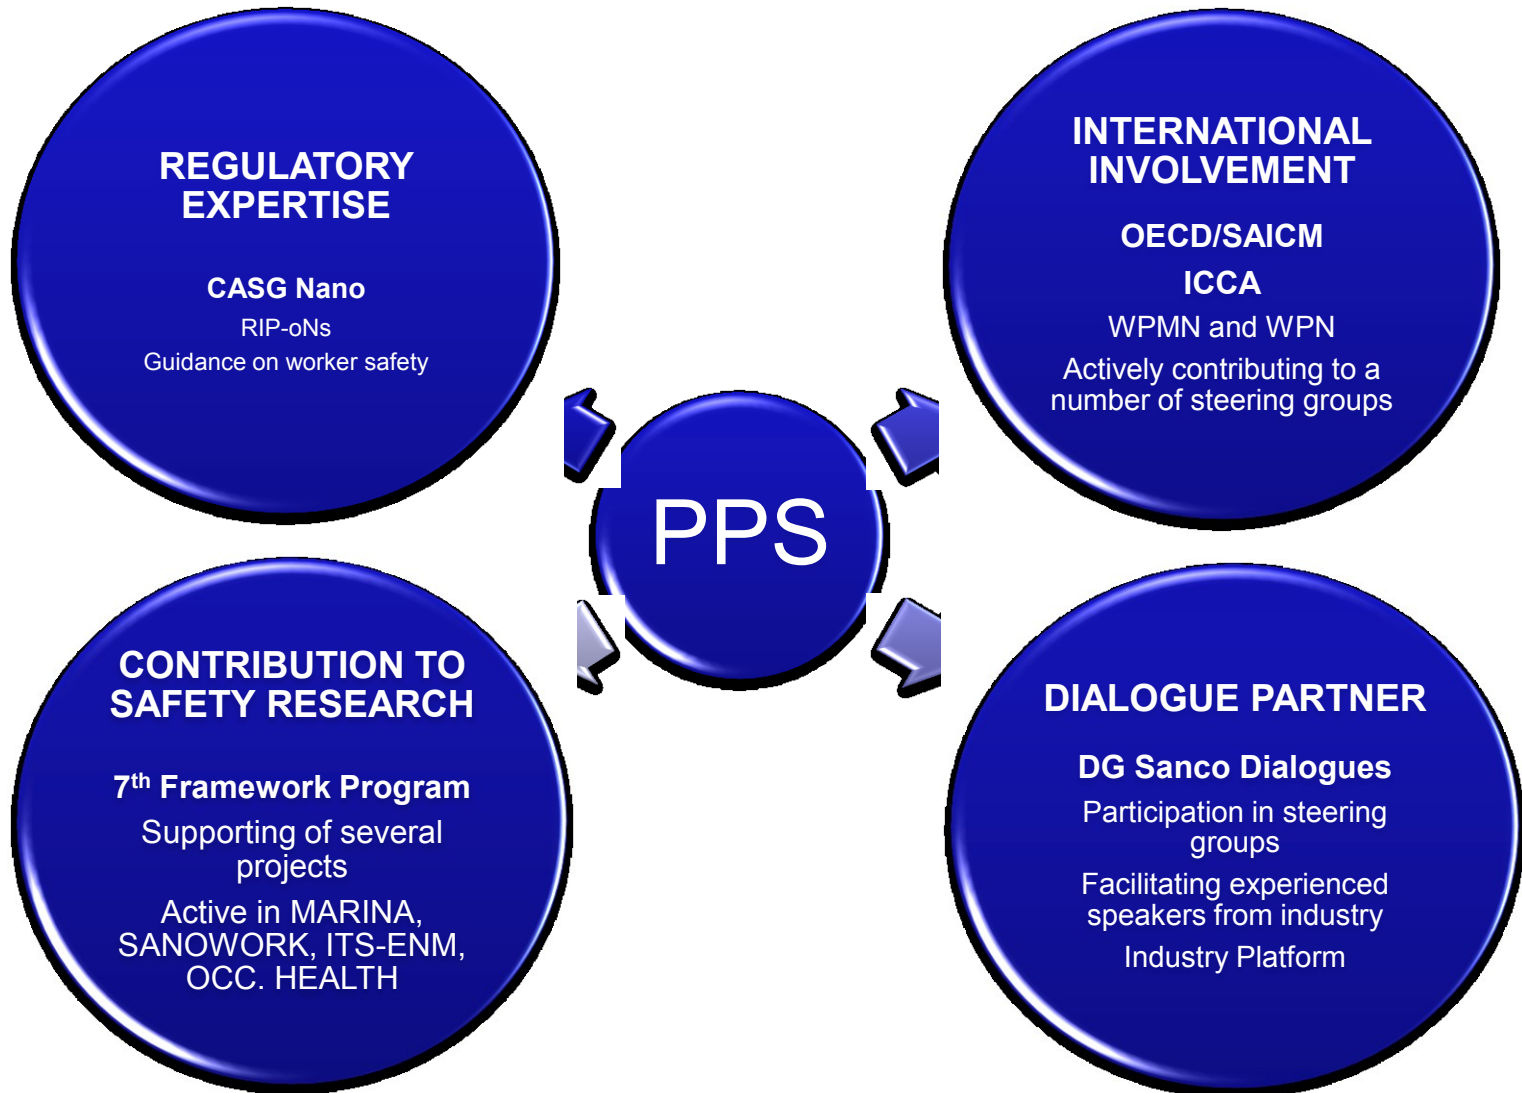 REGULATORY
EXPERTISE
CASG Nano
RIP-oNs
Guidance on worker safety
INTERNATIONAL
INVOLVEMENT
OECD/SAICM
ICCA
WPMN and WPN
Actively contributing to a
number of steering groups
PPS
CONTRIBUTION TO
SAFETY RESEARCH
7th Framework Program
Supporting of several
projects
Active in MARINA,
SANOWORK, ITS-ENM,
OCC. HEALTH
DIALOGUE PARTNER
DG Sanco Dialogues
Participation in steering
groups
Facilitating experienced
speakers from industry
Industry Platform